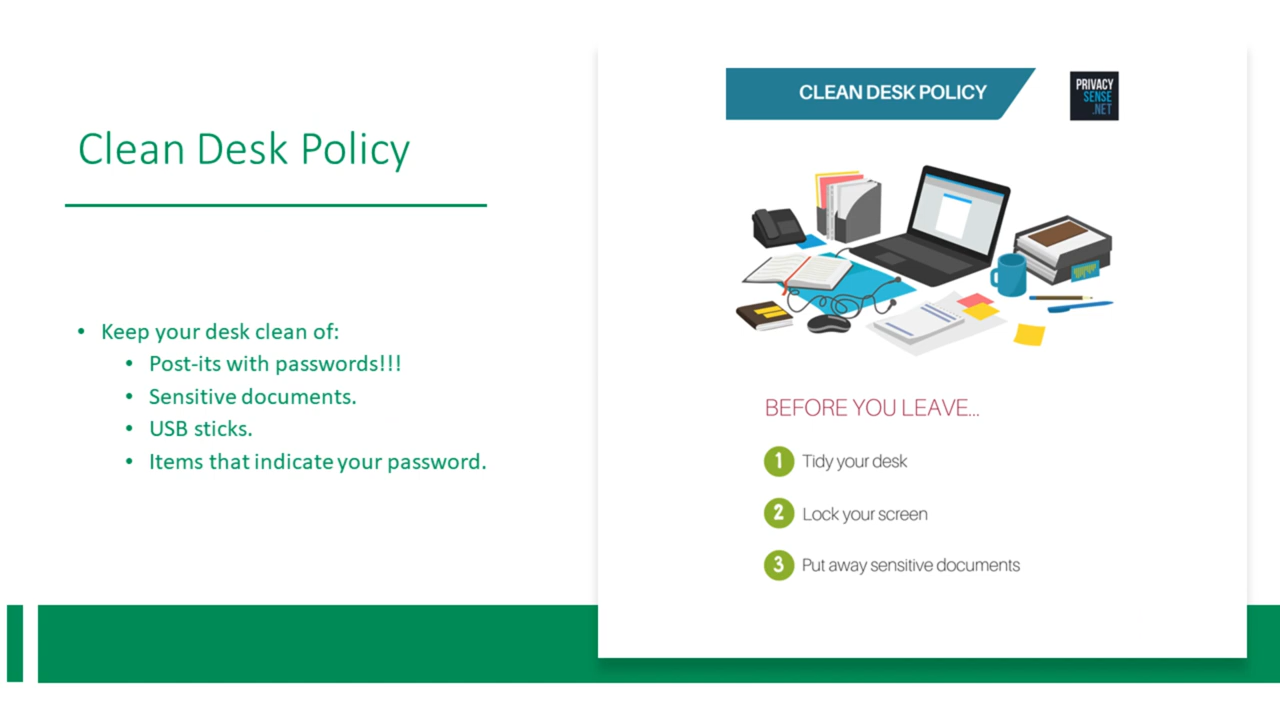 Clean Desk Policy
• Keep your desk clean of:
• Post-its with passwords!!!
• Sensitive documents.
• USB sticks.
• Items that indicate your password.
CLEAN DESK POLICY
PRIVACY
SENSE
.NET
BEFORE YOU LEAVE...
1 Tidy your desk
2 Lock your screen
3 Put away sensitive documents